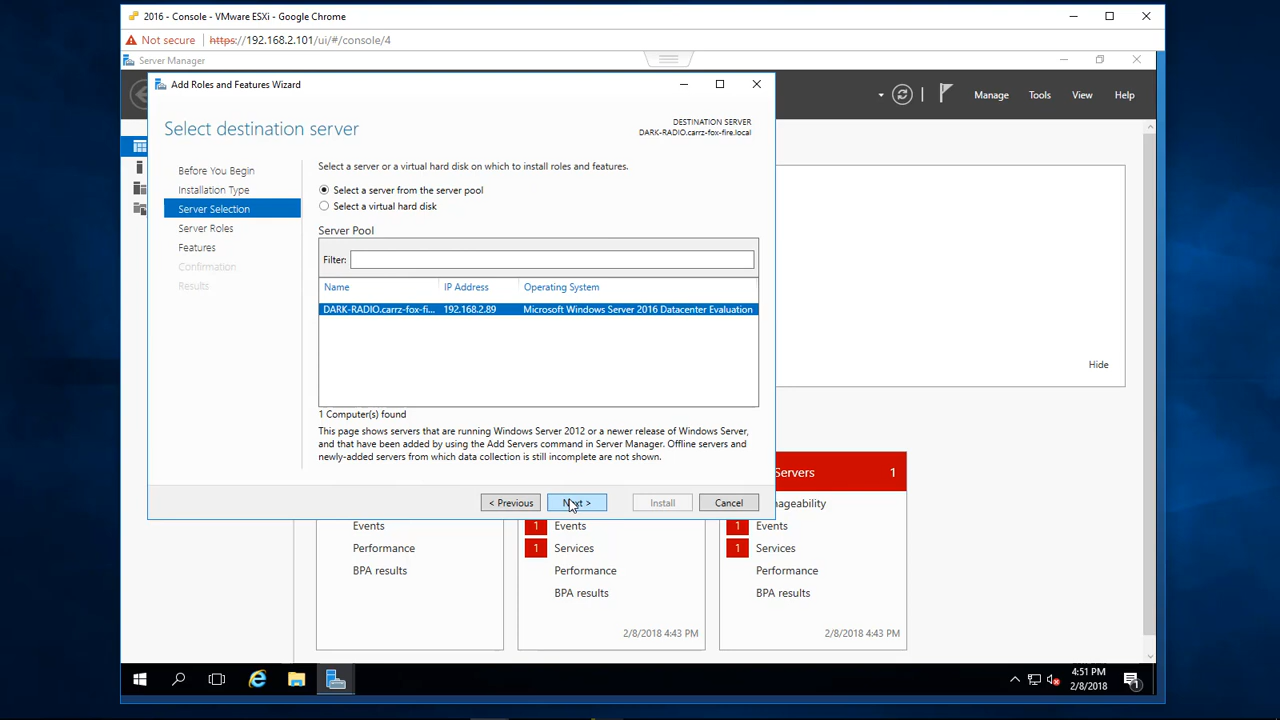 2016 - Console - VMware ESXi - Google Chrome
Not secure | https://192.168.2.101/ui/#/console/4
Server Manager
Manage Tools View Help
Add Roles and Features Wizard
Select destination server
DESTINATION SERVER
DARK-RADIO.carrz-fox-fire.local
Before You Begin
Installation Type
Server Selection
Server Roles
Features
Confirmation
Results
Select a server or a virtual hard disk on which to install roles and features.
Select a server from the server pool
Select a virtual hard disk
Server Pool
Filter:
Name IP Address Operating System
DARK-RADIO.carrz-fox-fi... 192.168.2.89 Microsoft Windows Server 2016 Datacenter Evaluation
1 Computer(s) found
This page shows servers that are running Windows Server 2012 or a newer release of Windows Server,
and that have been added by using the Add Servers command in Server Manager. Offline servers and
newly-added servers from which data collection is still incomplete are not shown.
< Previous Next > Install Cancel
Hide
Servers 1
Events
Performance
BPA results
1 Events
1 Services
Performance
BPA results
2/8/2018 4:43 PM
1 Events
1 Services
Performance
BPA results
2/8/2018 4:43 PM
4:51 PM
2/8/2018
1